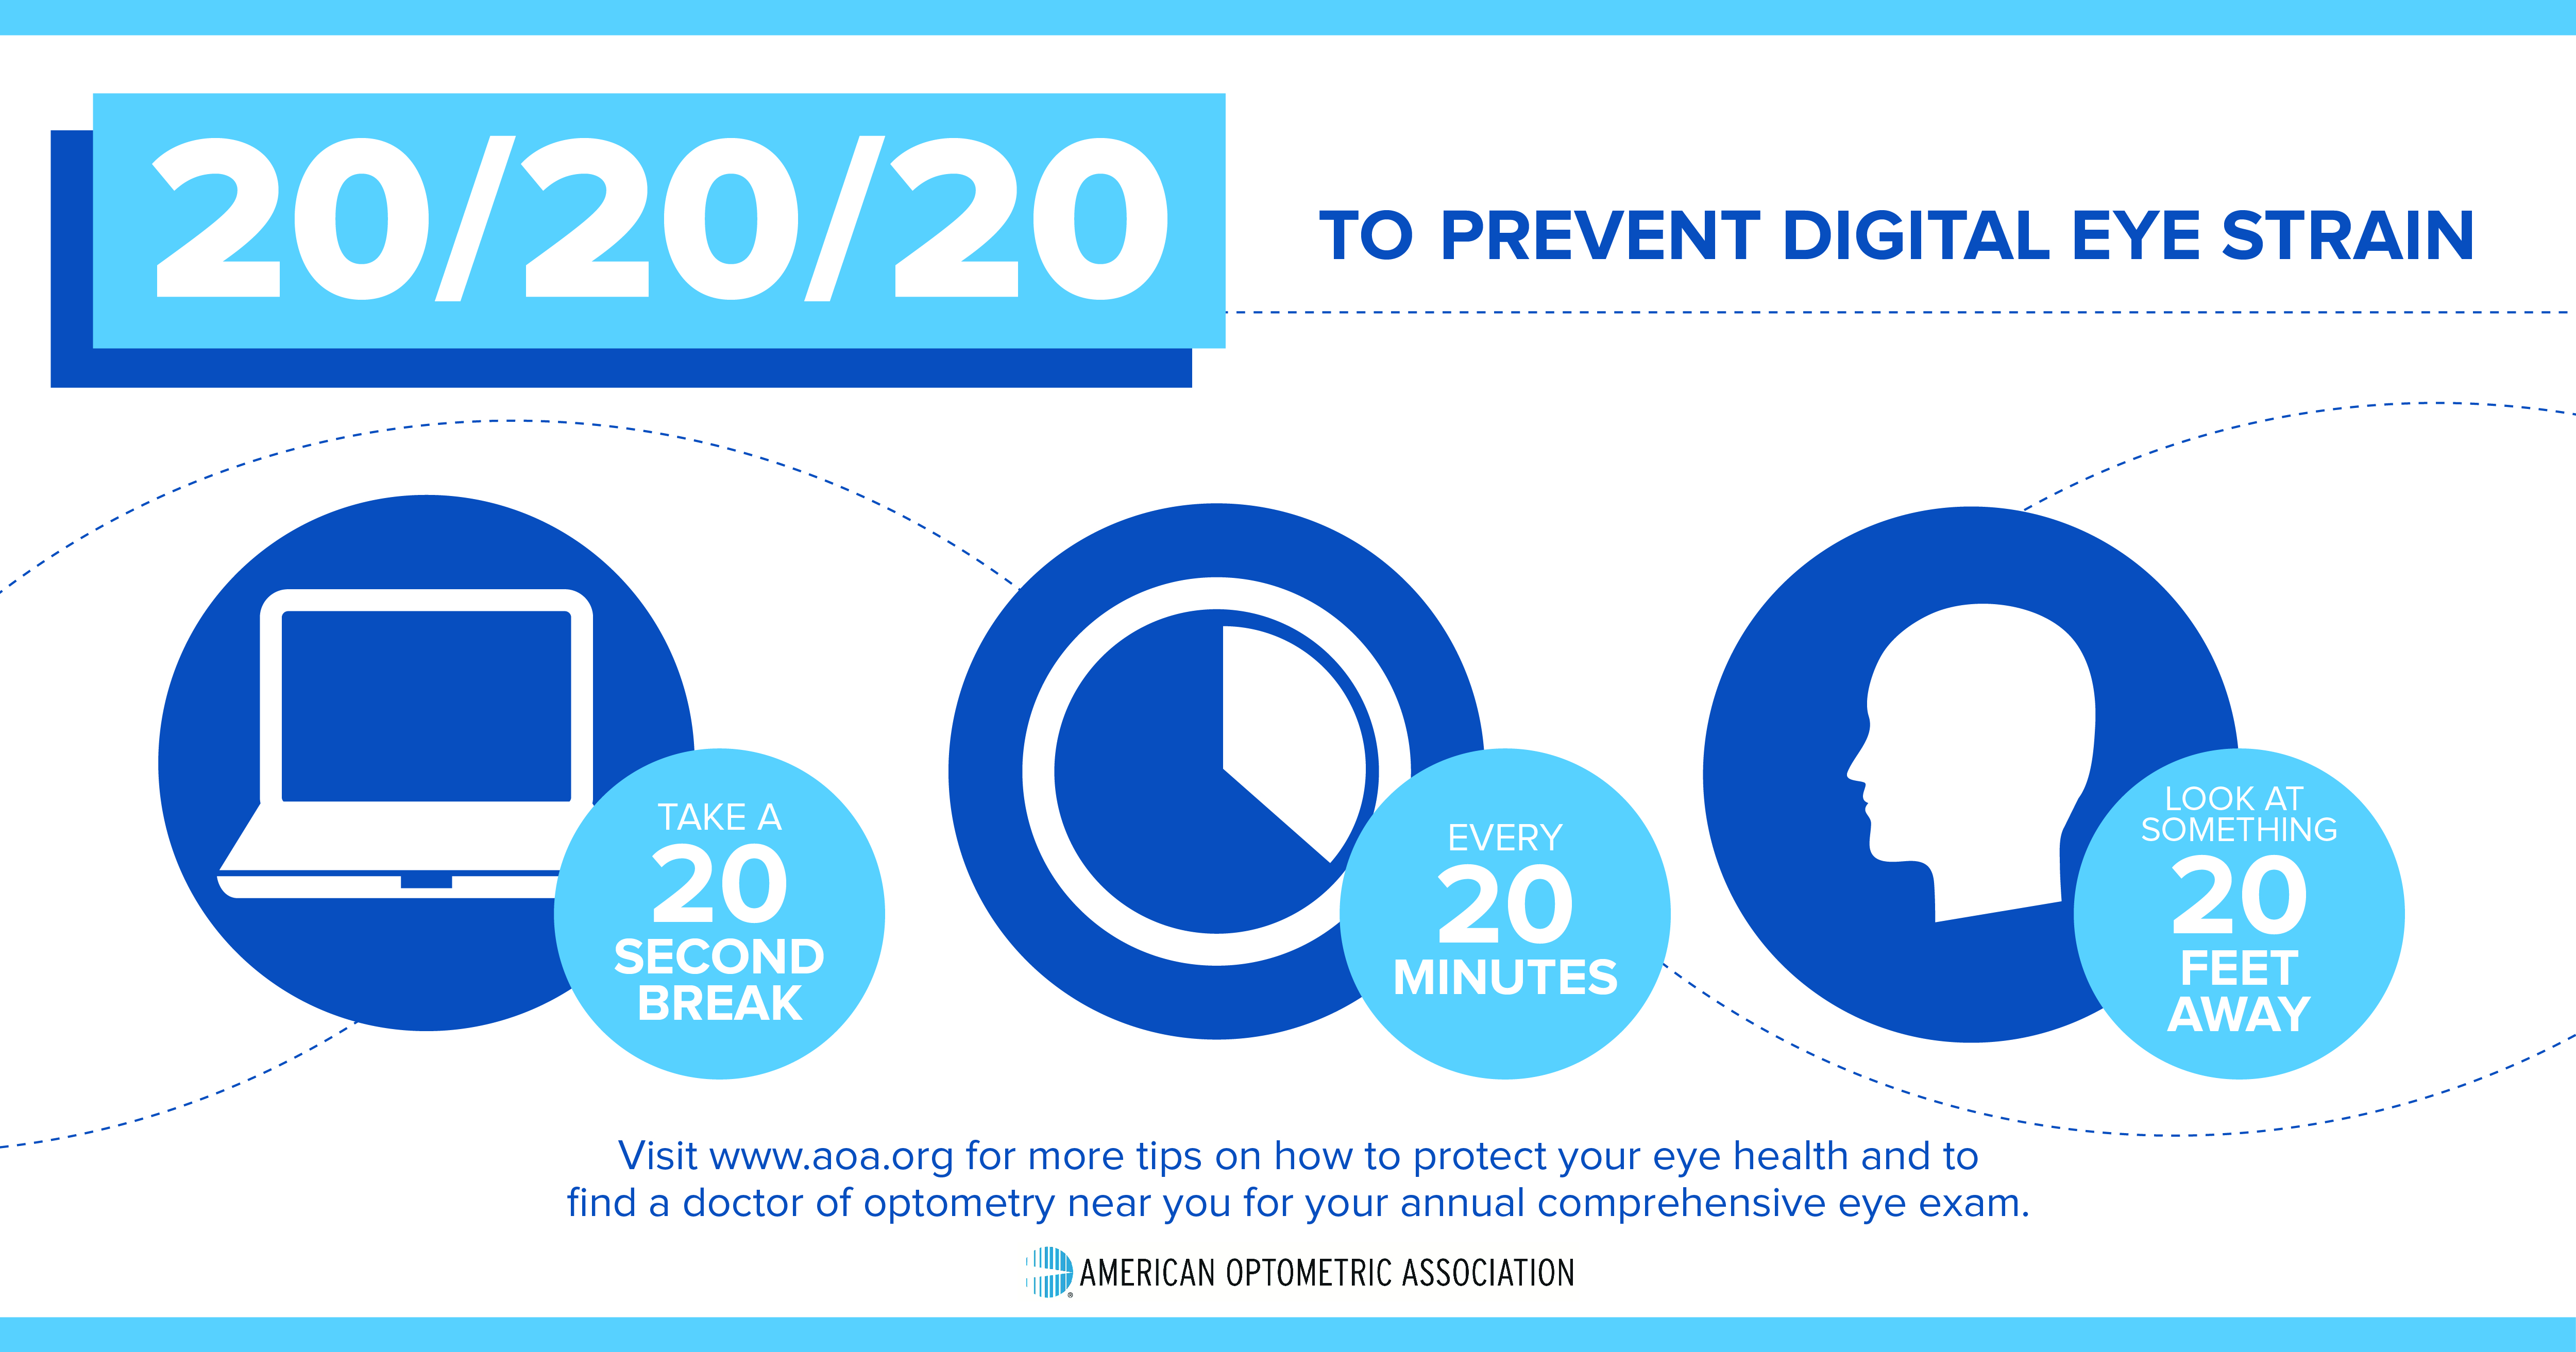 20/20/20
TO PREVENT DIGITAL EYE STRAIN
TAKE A
20
SECOND
BREAK
EVERY
20
MINUTES
LOOK AT
SOMETHING
20
FEET
AWAY
Visit www.aoa.org for more tips on how to protect your eye health and to
find a doctor of optometry near you for your annual comprehensive eye exam.
® AMERICAN OPTOMETRIC ASSOCIATION